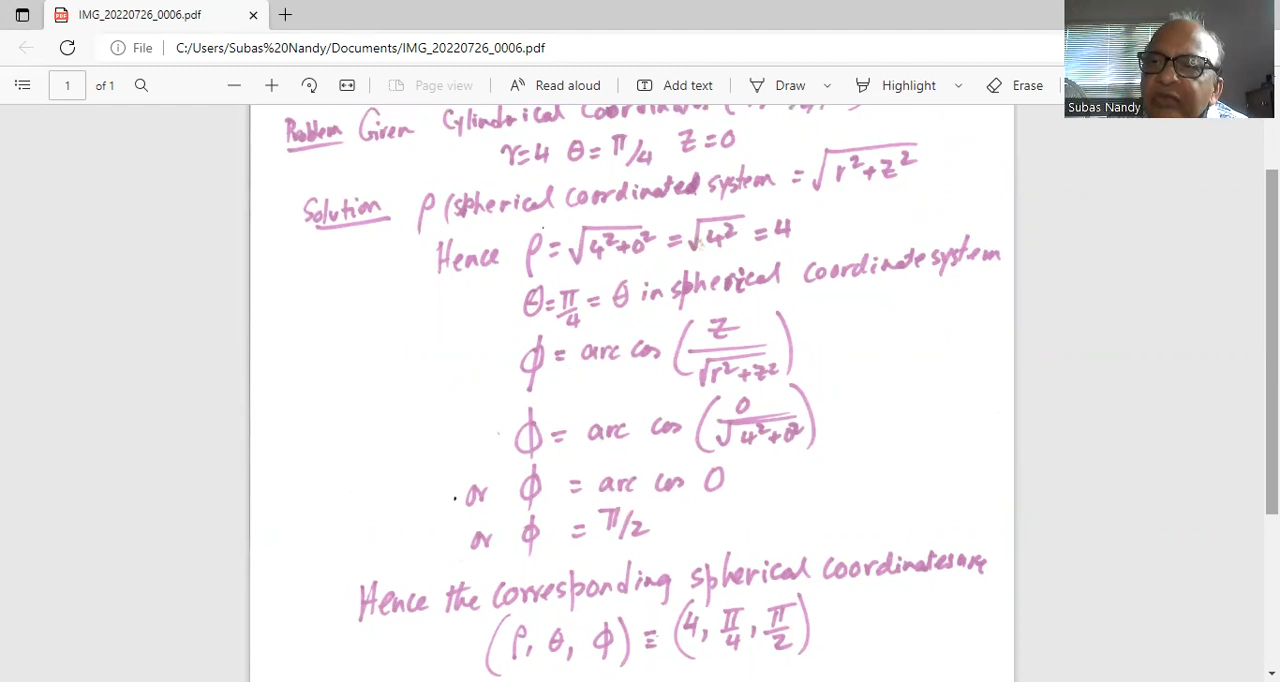 IMG_20220726_0006.pdf
File C:/Users/Subas%20Nandy/Documents/IMG_20220726_0006.pdf
1 of 1 Page view Read aloud Add text Draw Highlight Erase
Subas Nandy
Problem Given Cylindrical Coordinates
r=4 θ=π/4 Z=0
Solution ρ (spherical coordinated system = √(r²+z²)
Hence ρ = √(4²+0²) = √(4²) = 4
θ = π/4 = θ in spherical coordinate system
ϕ = arc cos (z/√(r²+z²))
ϕ = arc cos (0/√(4²+0²))
or ϕ = arc cos 0
or ϕ = π/2
Hence the corresponding spherical coordinates are
(ρ, θ, ϕ) ≡ (4, π/4, π/2)